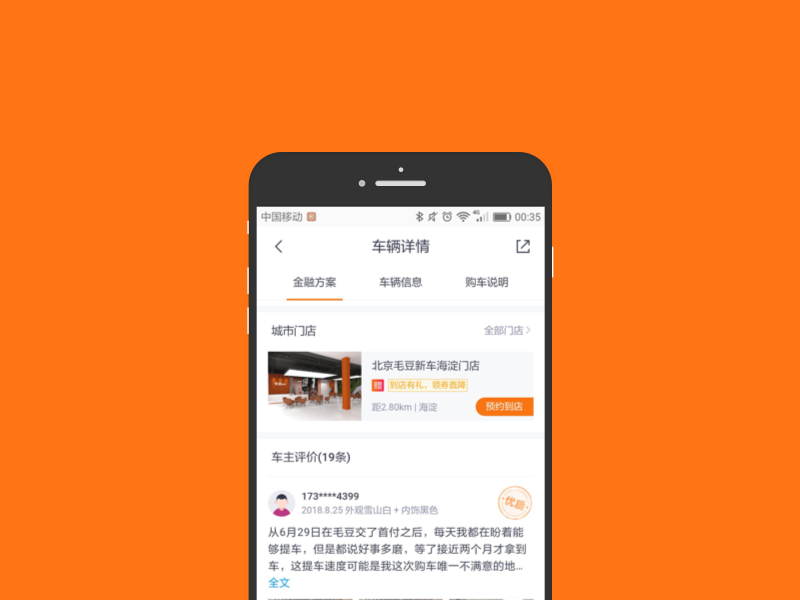 中国移动
4G
00:35
车辆详情
金融方案
车辆信息
购车说明
城市门店
全部门店
北京毛豆新车海淀门店
赠 到店有礼，领券直降
距2.80km | 海淀
预约到店
车主评价(19条)
173****4399
2018.8.25 外观雪山白 + 内饰黑色
从6月29日在毛豆交了首付之后，每天我都在盼着能
够提车，但是都说好事多磨，等了接近两个月才拿到
车，这提车速度可能是我这次购车唯一不满意的地...
全文